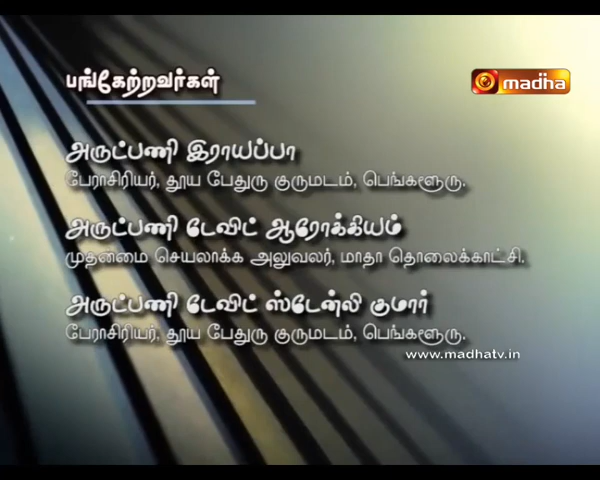 பங்கேற்றவர்கள்
madha
அருட்பணி இராயப்பா
பேராசிரியர், தூய பேதுரு குருமடம், பெங்களூரு.
அருட்பணி டேவிட் ஆரோக்கியம்
முதன்மை செயலாக்க அலுவலர், மாதா தொலைக்காட்சி.
அருட்பணி டேவிட் ஸ்டேன்லி குமார்
பேராசிரியர், தூய பேதுரு குருமடம், பெங்களூரு.
www.madhatv.in